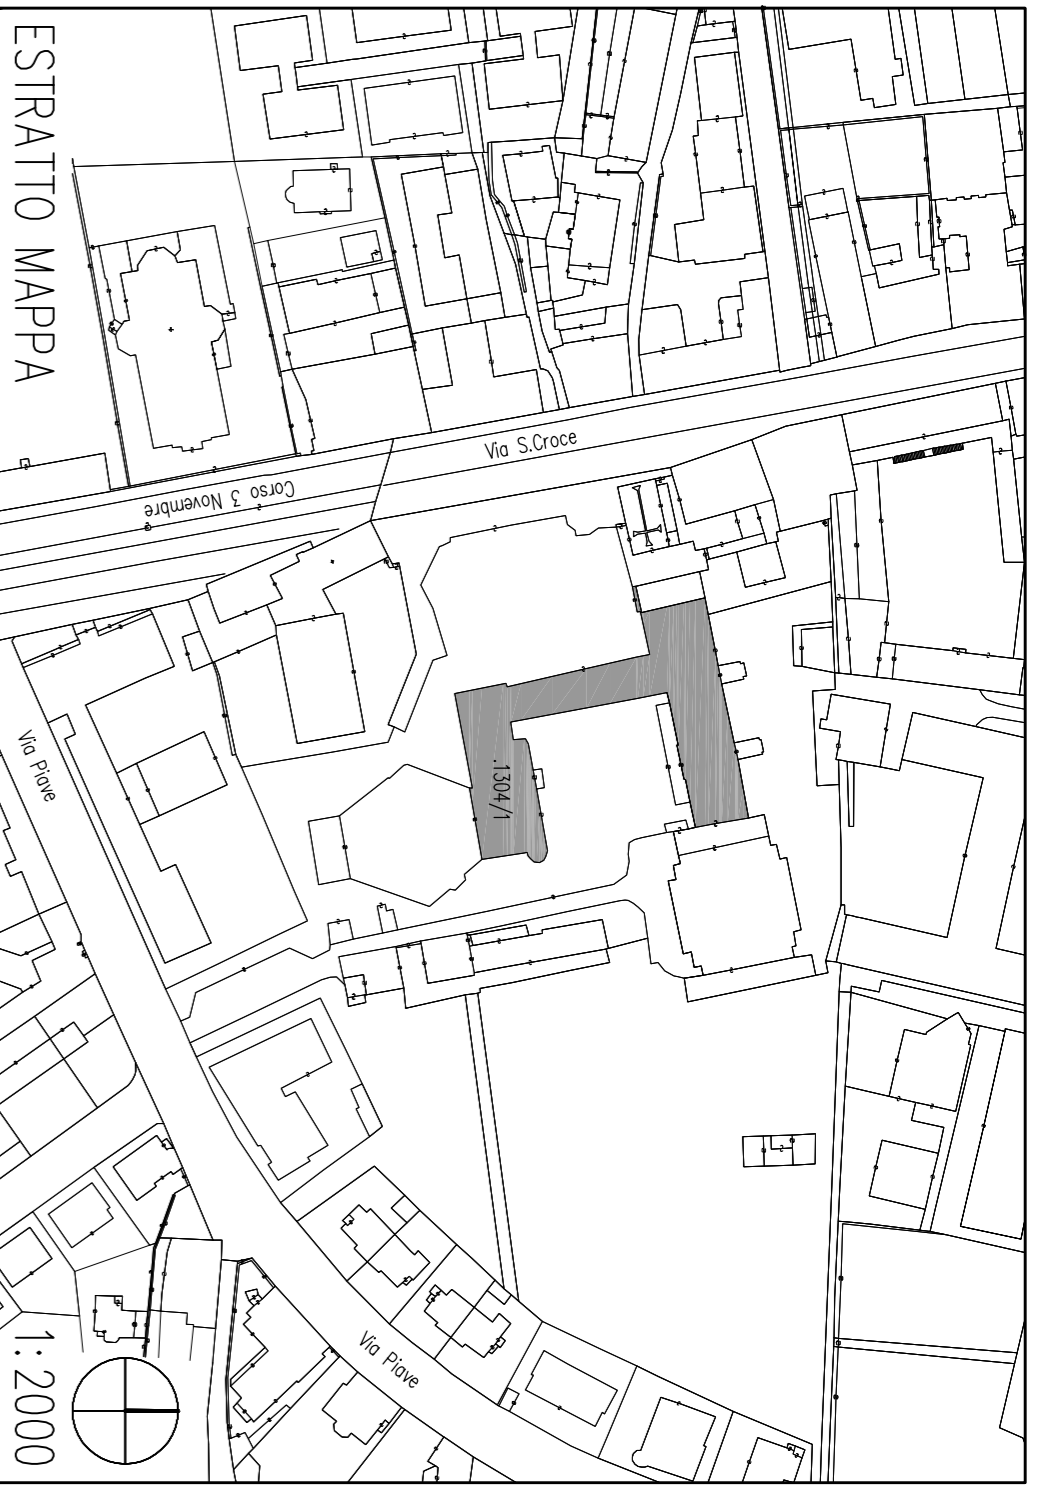 ESTRATTO MAPPA
1:2000
Via S.Croce
Corso 3 Novembre
.1304/1
Via Piave
Via Piave